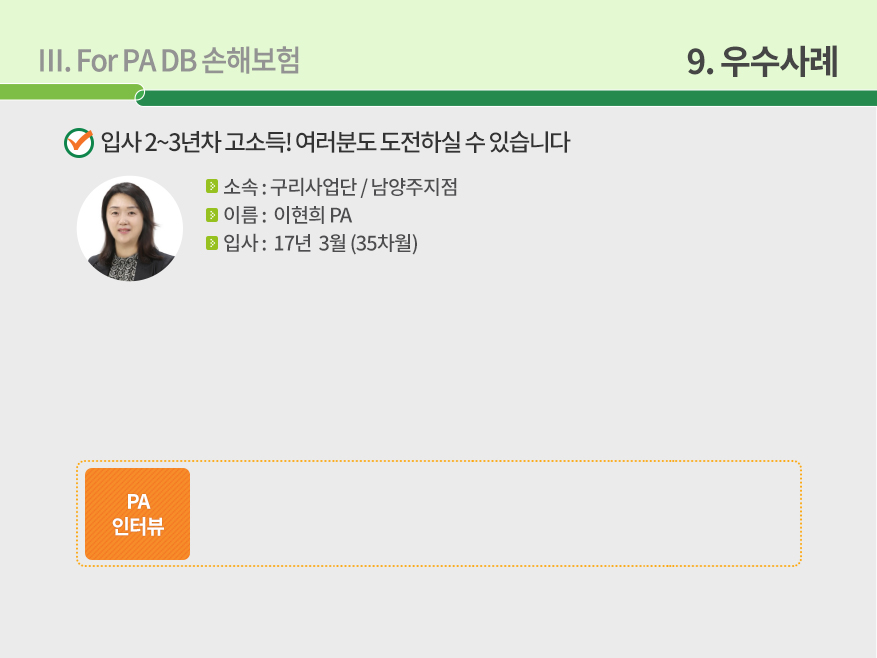 III. For PA DB 손해보험
9. 우수사례
입사 2~3년차 고소득! 여러분도 도전하실 수 있습니다
소속 : 구리사업단 / 남양주지점
이름 : 이현희 PA
입사 : 17년 3월 (35차월)
PA
인터뷰